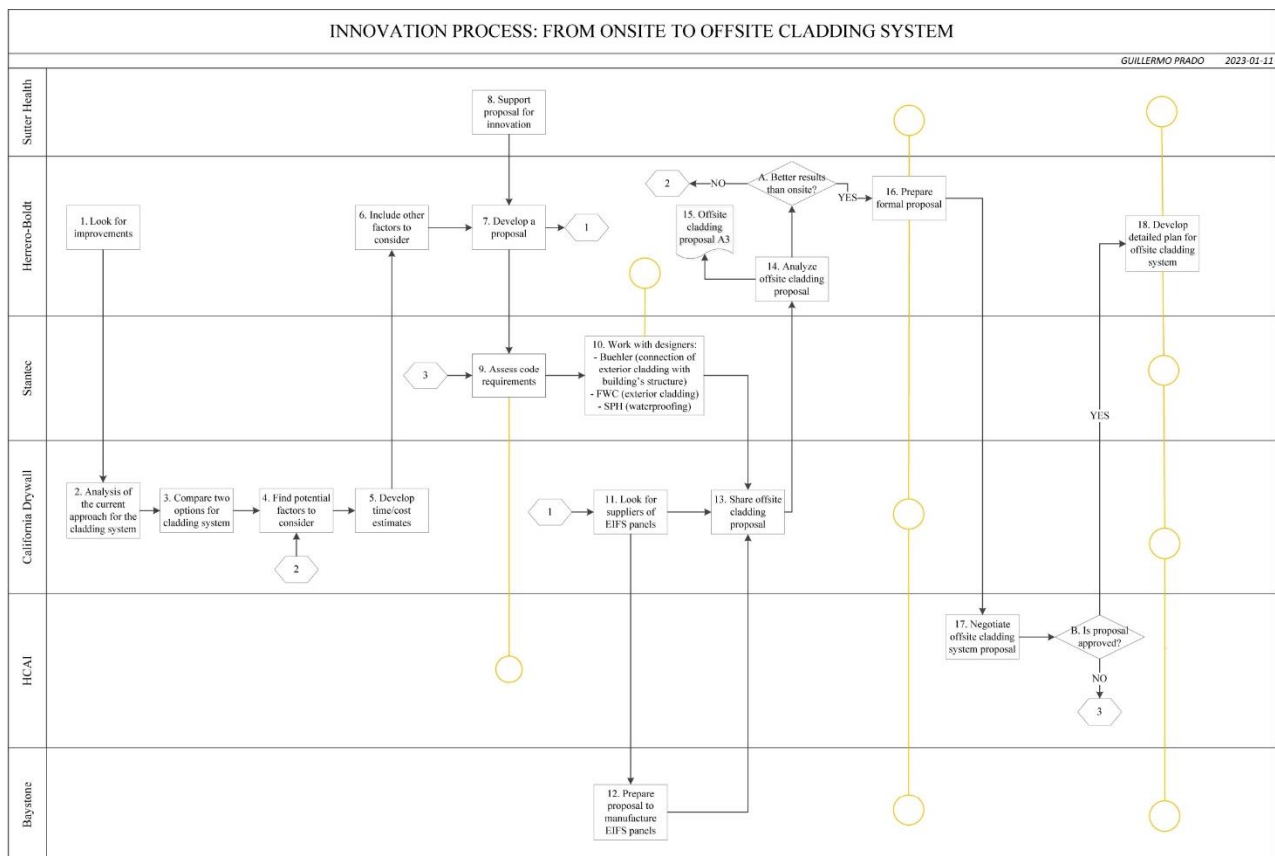 INNOVATION PROCESS: FROM ONSITE TO OFFSITE CLADDING SYSTEM
GUILLERMO PRADO 2023-01-11
Sutter Health
8. Support
proposal for
innovation
Herrero-Boldt
1. Look for
improvements
6. Include other
factors to
consider
7. Develop a
proposal
1
2
NO
A. Better results
than onsite?
YES
15. Offsite
cladding
proposal A3
14. Analyze
offsite cladding
proposal
16. Prepare
formal proposal
18. Develop
detailed plan for
offsite cladding
system
Stantec
3
9. Assess code
requirements
10. Work with designers:
- Buehler (connection of
exterior cladding with
building's structure)
- FWC (exterior cladding)
- SPH (waterproofing)
YES
California Drywall
2. Analysis of
the current
approach for the
cladding system
3. Compare two
options for
cladding system
4. Find potential
factors to
consider
5. Develop
time/cost
estimates
2
1
11. Look for
suppliers of
EIFS panels
13. Share offsite
cladding
proposal
HCAI
17. Negotiate
offsite cladding
system proposal
B. Is proposal
approved?
NO
3
Baystone
12. Prepare
proposal to
manufacture
EIFS panels